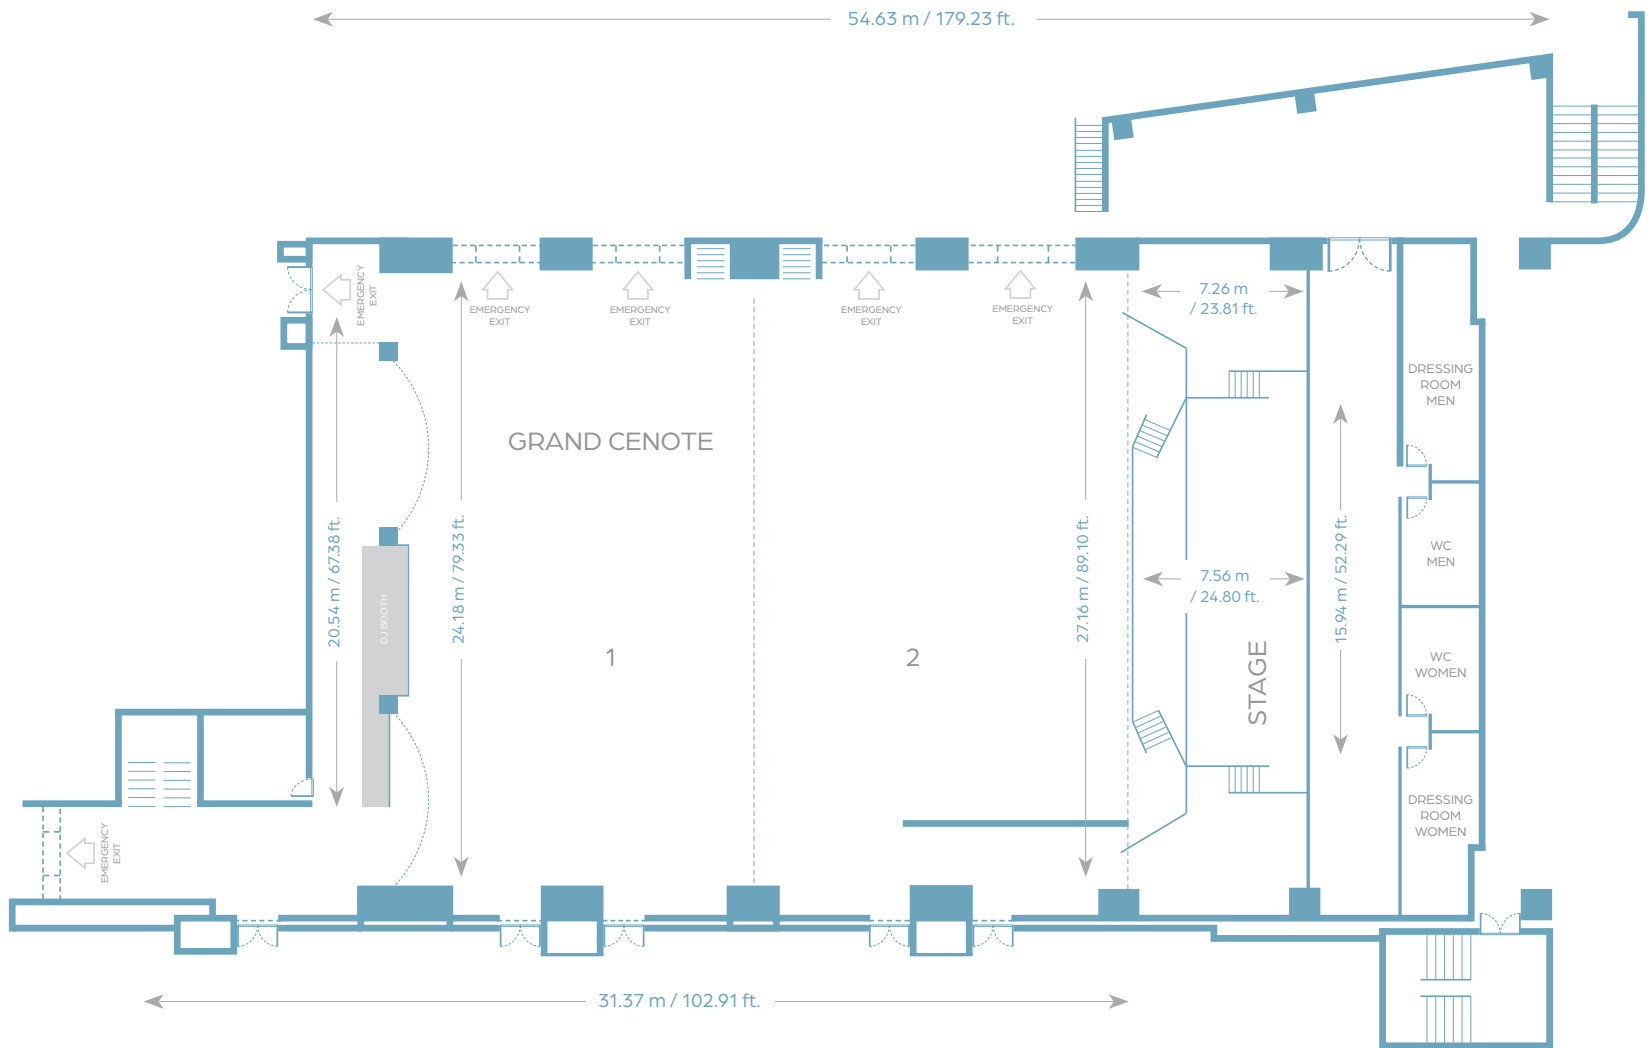 54.63 m / 179.23 ft.
EMERGENCY
EXIT
EMERGENCY
EXIT
EMERGENCY
EXIT
EMERGENCY
EXIT
EMERGENCY
EXIT
7.26 m
/ 23.81 ft.
DRESSING
ROOM
MEN
GRAND CENOTE
20.54 m / 67.38 ft.
DJ BOOTH
24.18 m / 79.33 ft.
27.16 m / 89.10 ft.
7.56 m
/ 24.80 ft.
15.94 m / 52.29 ft.
WC
MEN
1
2
STAGE
WC
WOMEN
DRESSING
ROOM
WOMEN
EMERGENCY
EXIT
31.37 m / 102.91 ft.